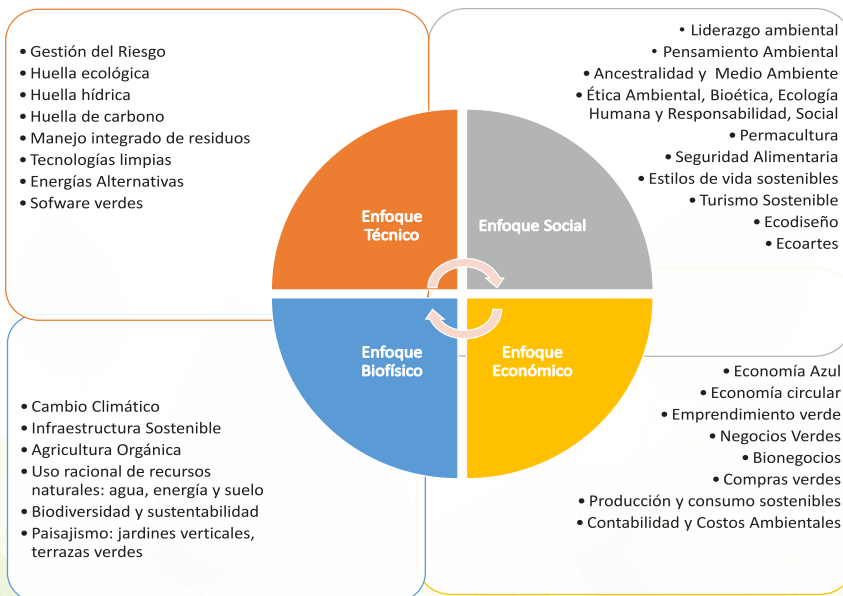 • Gestión del Riesgo
• Huella ecológica
• Huella hídrica
• Huella de carbono
• Manejo integrado de residuos
• Tecnologías limpias
• Energías Alternativas
• Sofware verdes
• Liderazgo ambiental
• Pensamiento Ambiental
• Ancestralidad y Medio Ambiente
• Ética Ambiental, Bioética, Ecología
Humana y Responsabilidad, Social
• Permacultura
• Seguridad Alimentaria
• Estilos de vida sostenibles
• Turismo Sostenible
• Ecodiseño
• Ecoartes
Enfoque
Técnico
Enfoque Social
Enfoque
Biofísico
Enfoque
Económico
• Cambio Climático
• Infraestructura Sostenible
• Agricultura Orgánica
• Uso racional de recursos
naturales: agua, energía y suelo
• Biodiversidad y sustentabilidad
• Paisajismo: jardines verticales,
terrazas verdes
• Economía Azul
• Economía circular
• Emprendimiento verde
• Negocios Verdes
• Bionegocios
• Compras verdes
• Producción y consumo sostenibles
• Contabilidad y Costos Ambientales